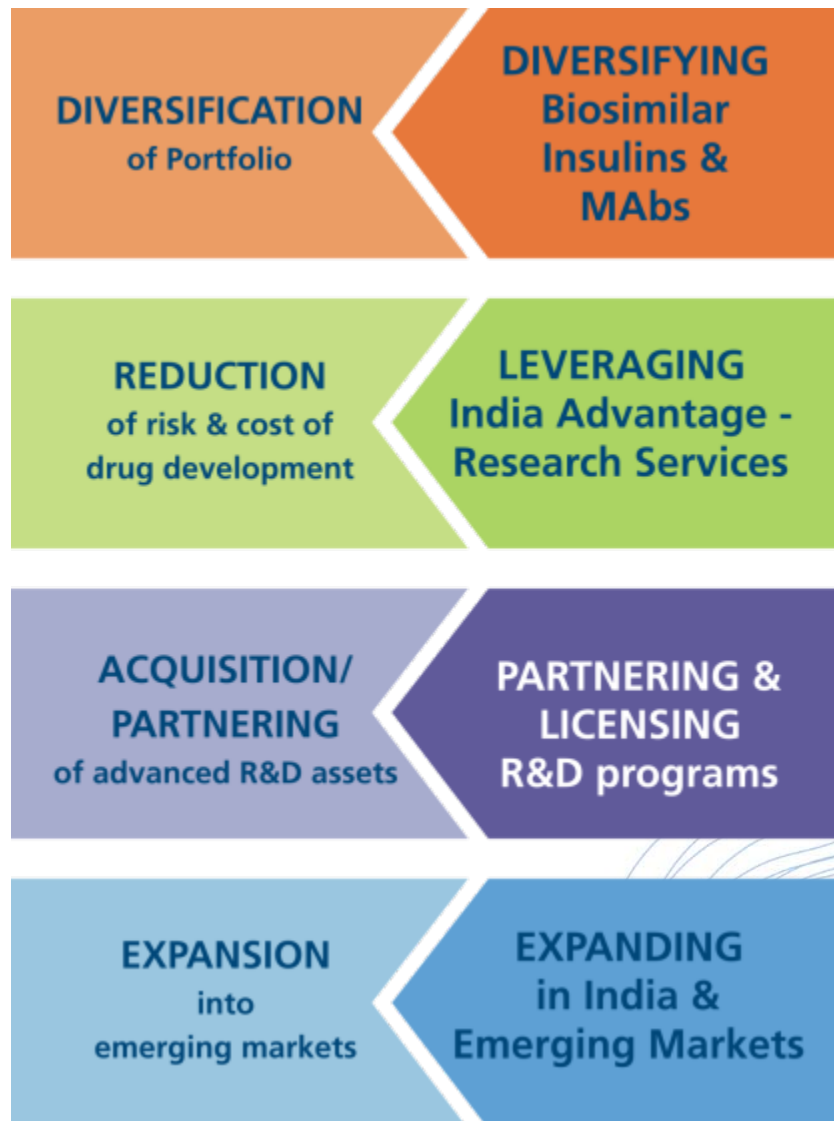 DIVERSIFICATION
of Portfolio
DIVERSIFYING
Biosimilar
Insulins &
MAbs
REDUCTION
of risk & cost of
drug development
LEVERAGING
India Advantage -
Research Services
ACQUISITION/
PARTNERING
of advanced R&D assets
PARTNERING &
LICENSING
R&D programs
EXPANSION
into
emerging markets
EXPANDING
in India &
Emerging Markets